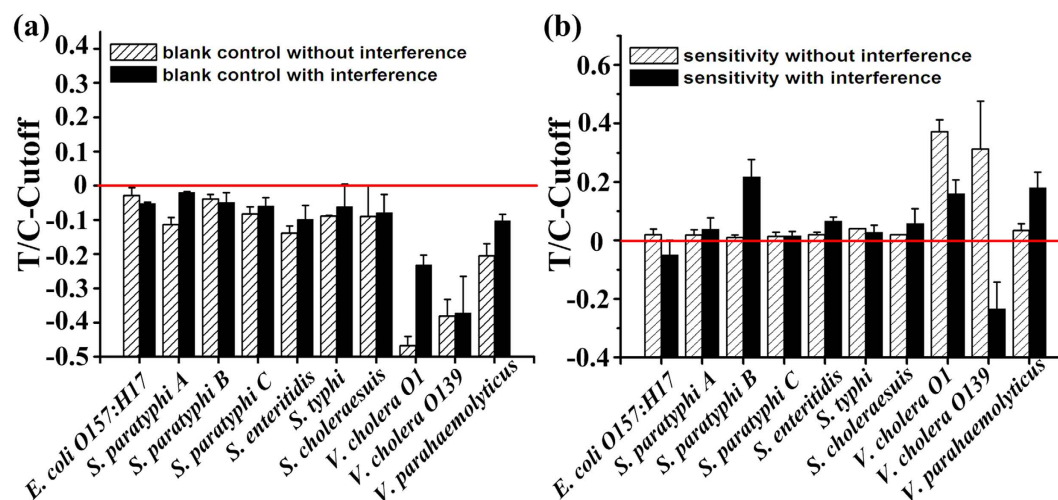 (a)
blank control without interference
blank control with interference
T/C-Cutoff
0.4
0.3
0.2
0.1
0
-0.1
-0.2
-0.3
-0.4
-0.5
E. coli O157:H17
S. paratyphi A
S. paratyphi B
S. paratyphi C
S. enteritidis
S. typhi
S. choleraesuis
V. cholera O1
V. cholera O139
V. parahaemolyticus
(b)
sensitivity without interference
sensitivity with interference
T/C-Cutoff
0.6
0.4
0.2
0
-0.2
-0.4
E. coli O157:H17
S. paratyphi A
S. paratyphi B
S. paratyphi C
S. enteritidis
S. typhi
S. choleraesuis
V. cholera O1
V. cholera O139
V. parahaemolyticus